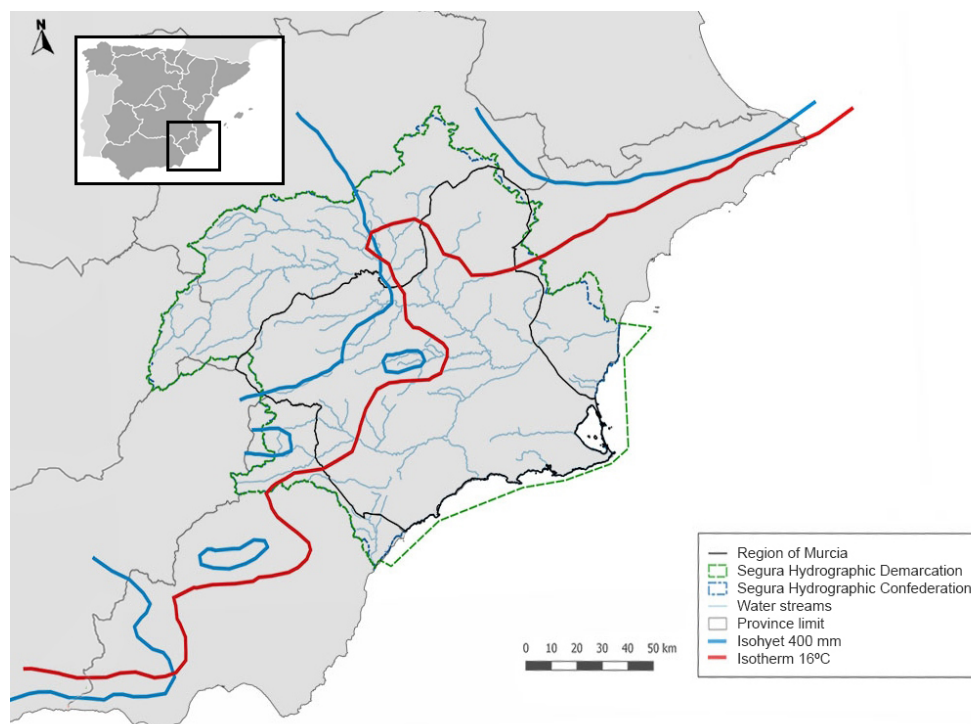 N
Region of Murcia
Segura Hydrographic Demarcation
Segura Hydrographic Confederation
Water streams
Province limit
Isohyet 400 mm
Isotherm 16ºC
0 10 20 30 40 50 km